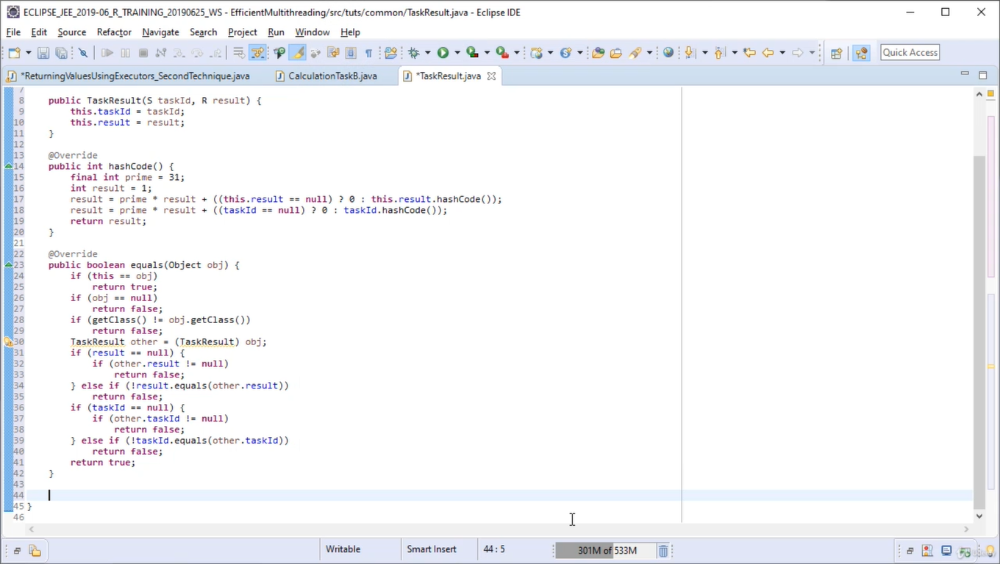 ECLIPSE_JEE_2019-06_R_TRAINING_20190625_WS - EfficientMultithreading/src/tuts/common/TaskResult.java - Eclipse IDE
File Edit Source Refactor Navigate Search Project Run Window Help
Quick Access
*ReturningValuesUsingExecutors_SecondTechnique.java CalculationTaskB.java *TaskResult.java
7
8 public TaskResult(S taskId, R result) {
9 this.taskId = taskId;
10 this.result = result;
11 }
12
13 @Override
14 public int hashCode() {
15 final int prime = 31;
16 int result = 1;
17 result = prime * result + ((this.result == null) ? 0 : this.result.hashCode());
18 result = prime * result + ((taskId == null) ? 0 : taskId.hashCode());
19 return result;
20 }
21
22 @Override
23 public boolean equals(Object obj) {
24 if (this == obj)
25 return true;
26 if (obj == null)
27 return false;
28 if (getClass() != obj.getClass())
29 return false;
30 TaskResult other = (TaskResult) obj;
31 if (result == null) {
32 if (other.result != null)
33 return false;
34 } else if (!result.equals(other.result))
35 return false;
36 if (taskId == null) {
37 if (other.taskId != null)
38 return false;
39 } else if (!taskId.equals(other.taskId))
40 return false;
41 return true;
42 }
43
44
45 }
46
Writable Smart Insert 44 : 5 301M of 533M